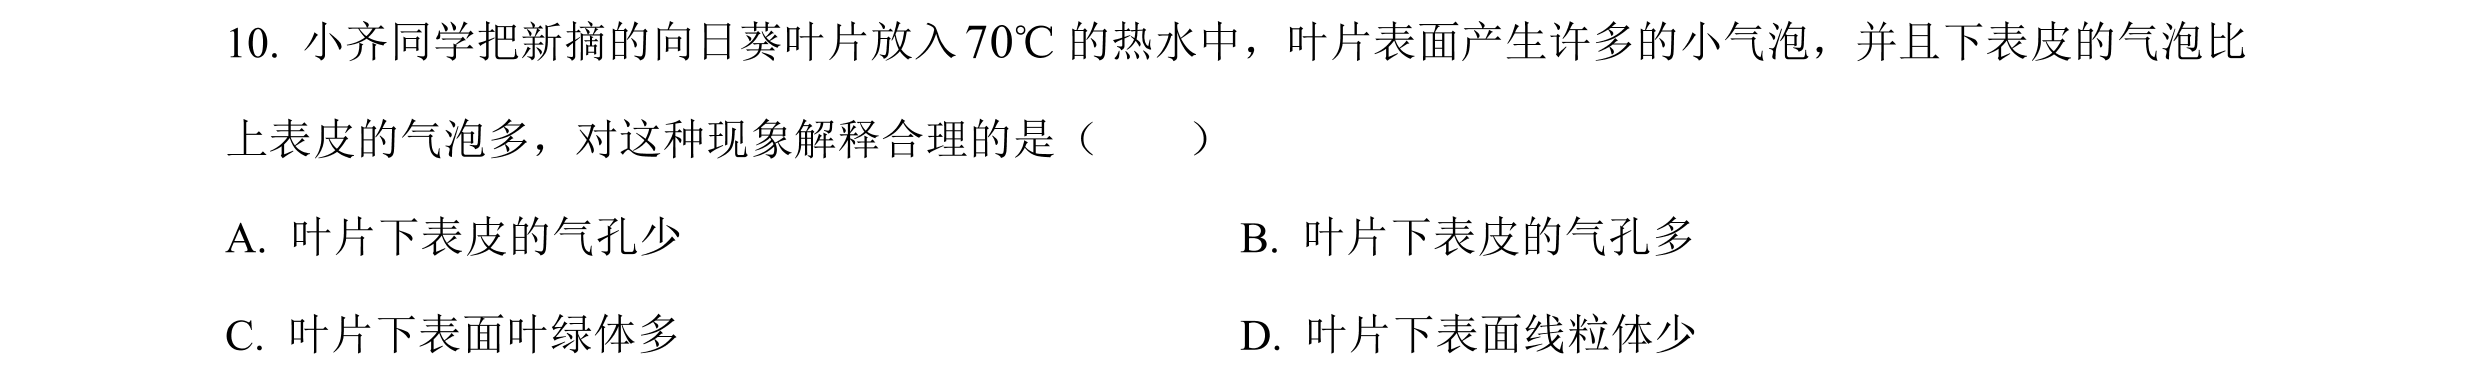 10. 小齐同学把新摘的向日葵叶片放入 70℃ 的热水中，叶片表面产生许多的小气泡，并且下表皮的气泡比
上表皮的气泡多，对这种现象解释合理的是（　　）
A. 叶片下表皮的气孔少　　B. 叶片下表皮的气孔多
C. 叶片下表面叶绿体多　　D. 叶片下表面线粒体少